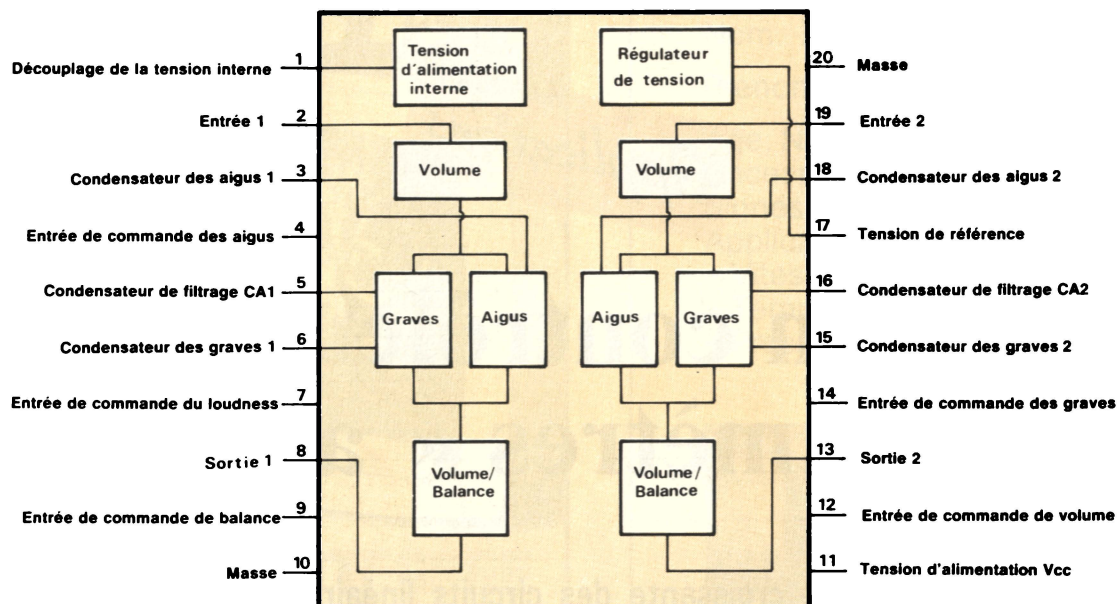 Découplage de la tension interne 1
Entrée 1 2
Condensateur des aigus 1 3
Entrée de commande des aigus 4
Condensateur de filtrage CA1 5
Condensateur des graves 1 6
Entrée de commande du loudness 7
Sortie 1 8
Entrée de commande de balance 9
Masse 10
Tension
d'alimentation
interne
Régulateur
de tension
Volume
Volume
Graves
Aigus
Aigus
Graves
Volume/
Balance
Volume/
Balance
20 Masse
19 Entrée 2
18 Condensateur des aigus 2
17 Tension de référence
16 Condensateur de filtrage CA2
15 Condensateur des graves 2
14 Entrée de commande des graves
13 Sortie 2
12 Entrée de commande de volume
11 Tension d'alimentation Vcc